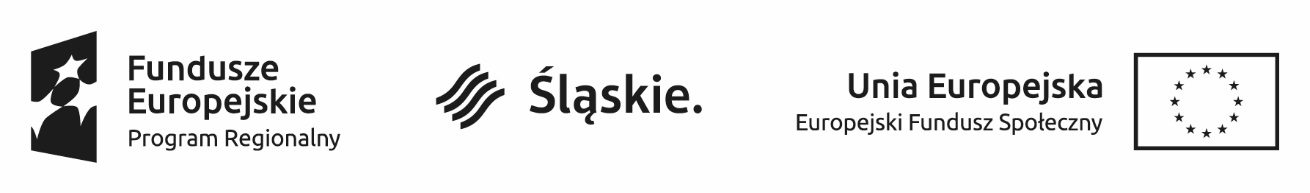 Fundusze
Europejskie
Program Regionalny
Śląskie.
Unia Europejska
Europejski Fundusz Społeczny